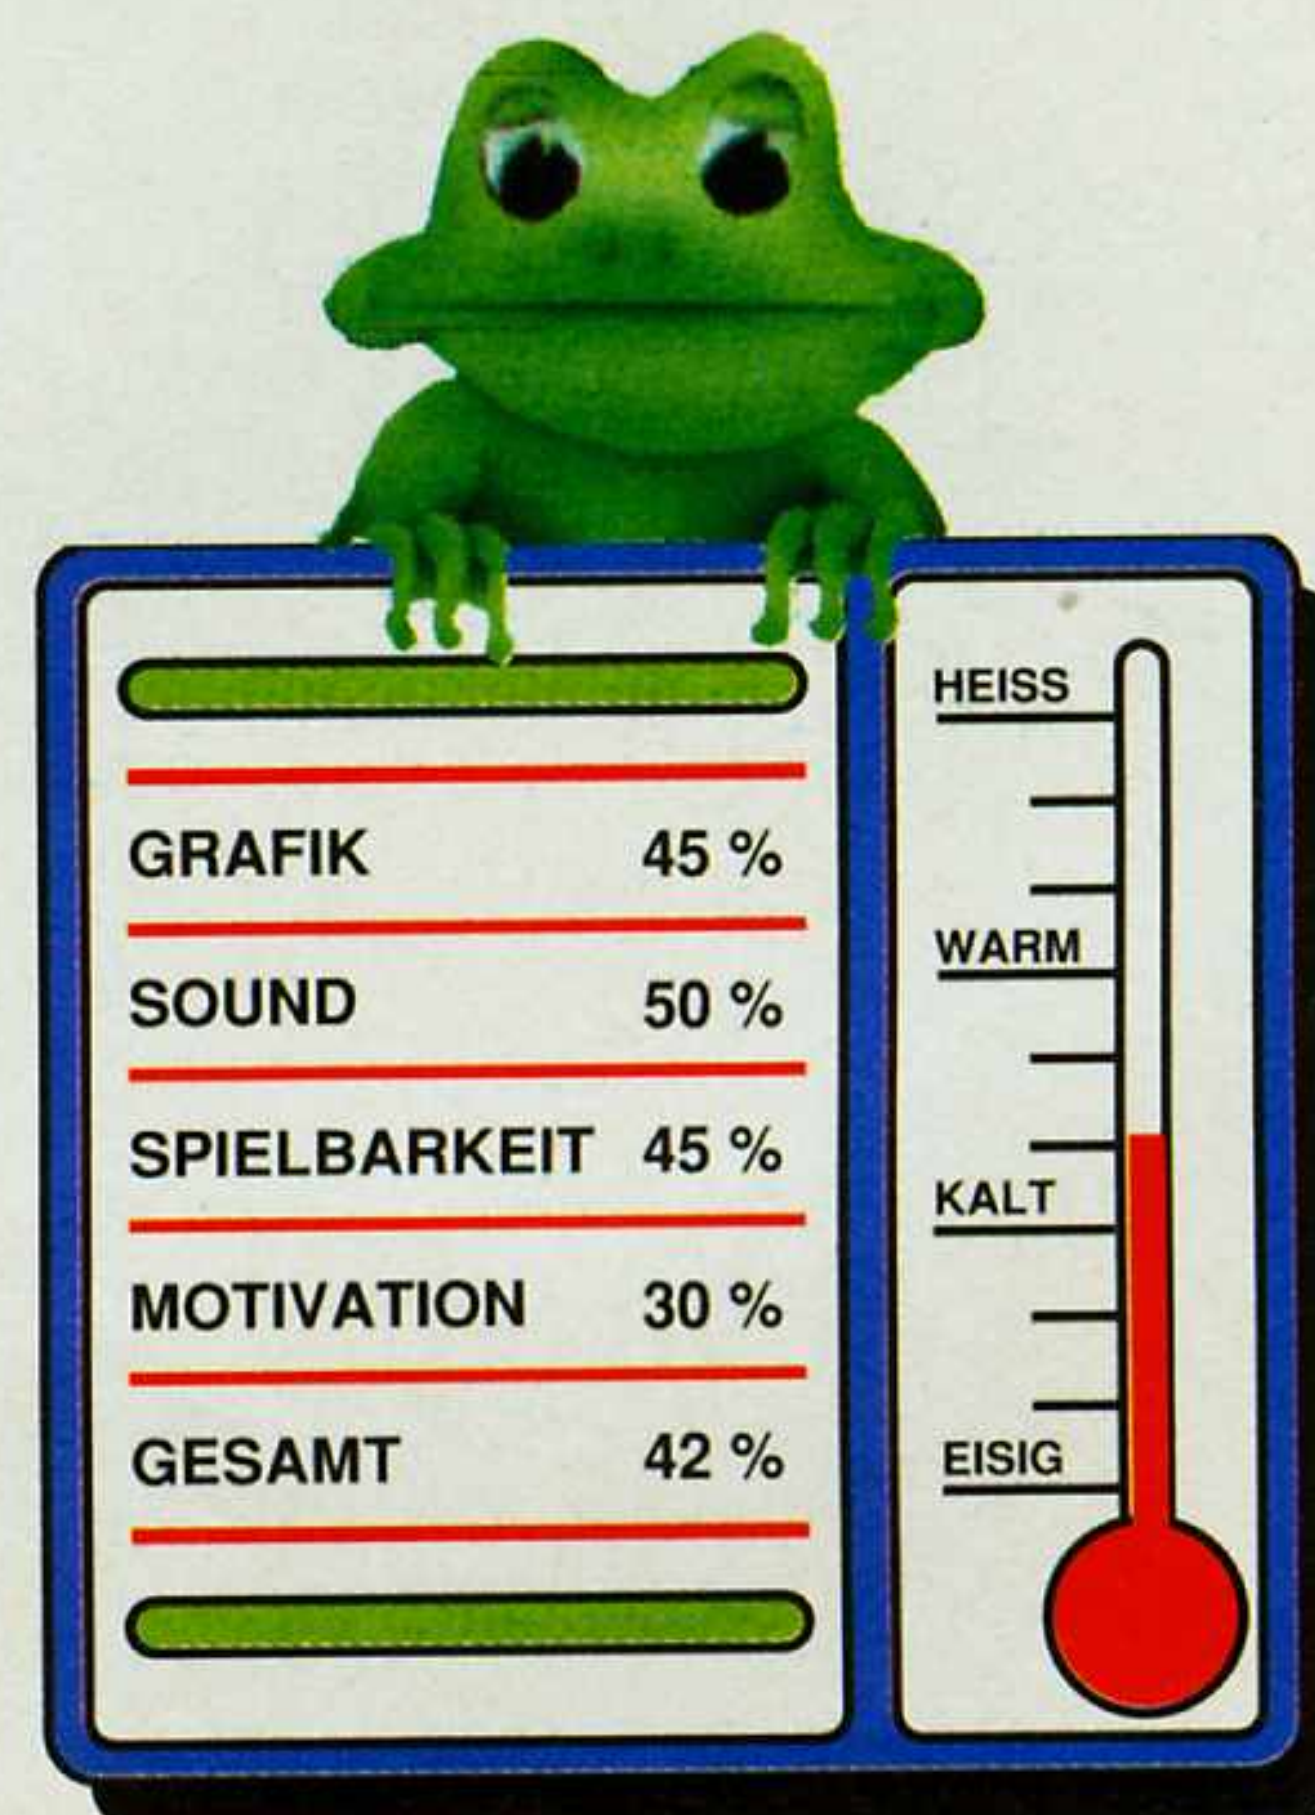 GRAFIK 45 %
SOUND 50 %
SPIELBARKEIT 45 %
MOTIVATION 30 %
GESAMT 42 %
HEISS
WARM
KALT
EISIG